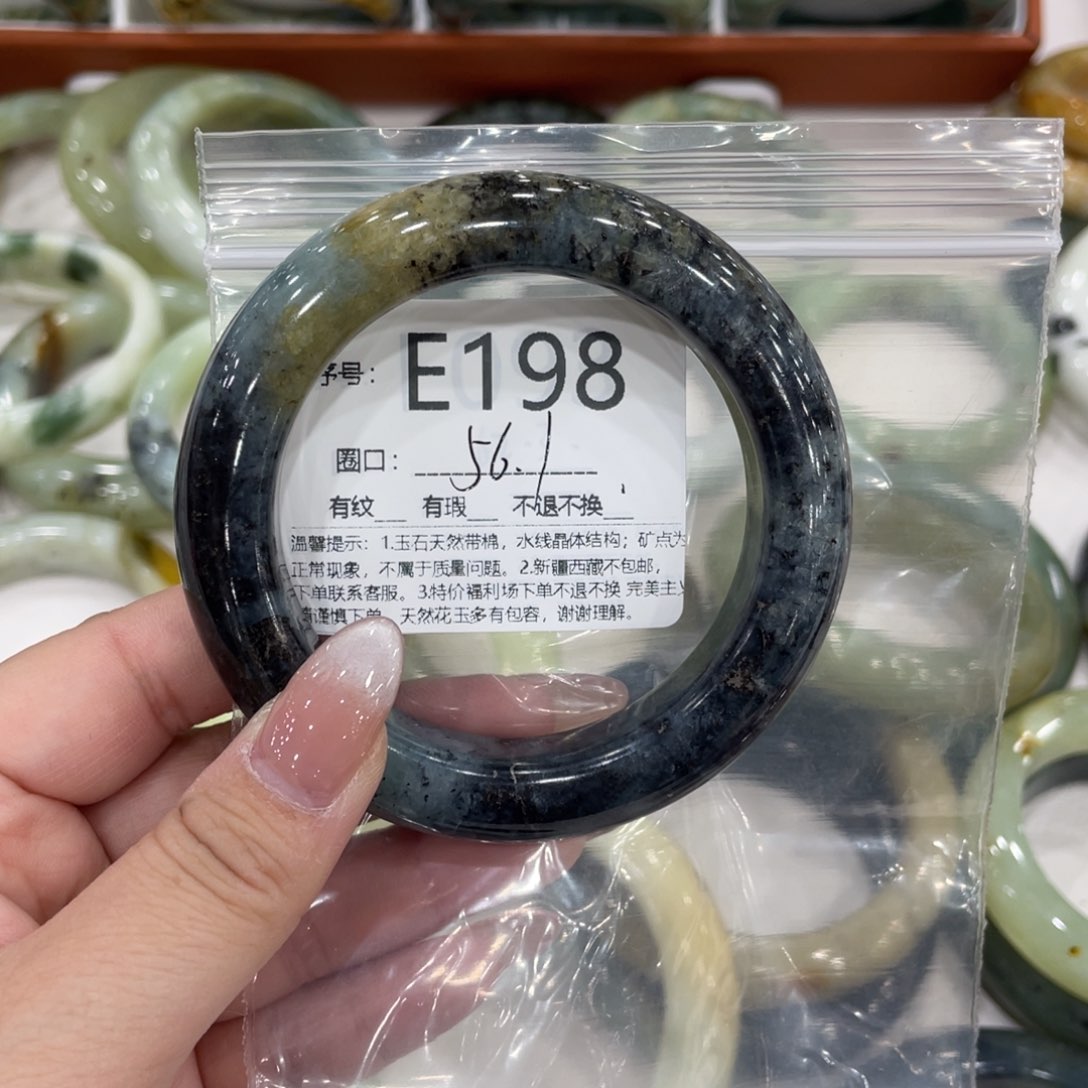 序号: E198
圈口: 56.1
有纹__ 有瑕__ 不退不换__
温馨提示: 1.玉石天然带棉, 水线晶体结构; 矿点为
正常现象, 不属于质量问题。2.新疆西藏不包邮,
下单联系客服。3.特价福利场下单不退不换 完美主义
请谨慎下单。天然花玉多有包容, 谢谢理解。